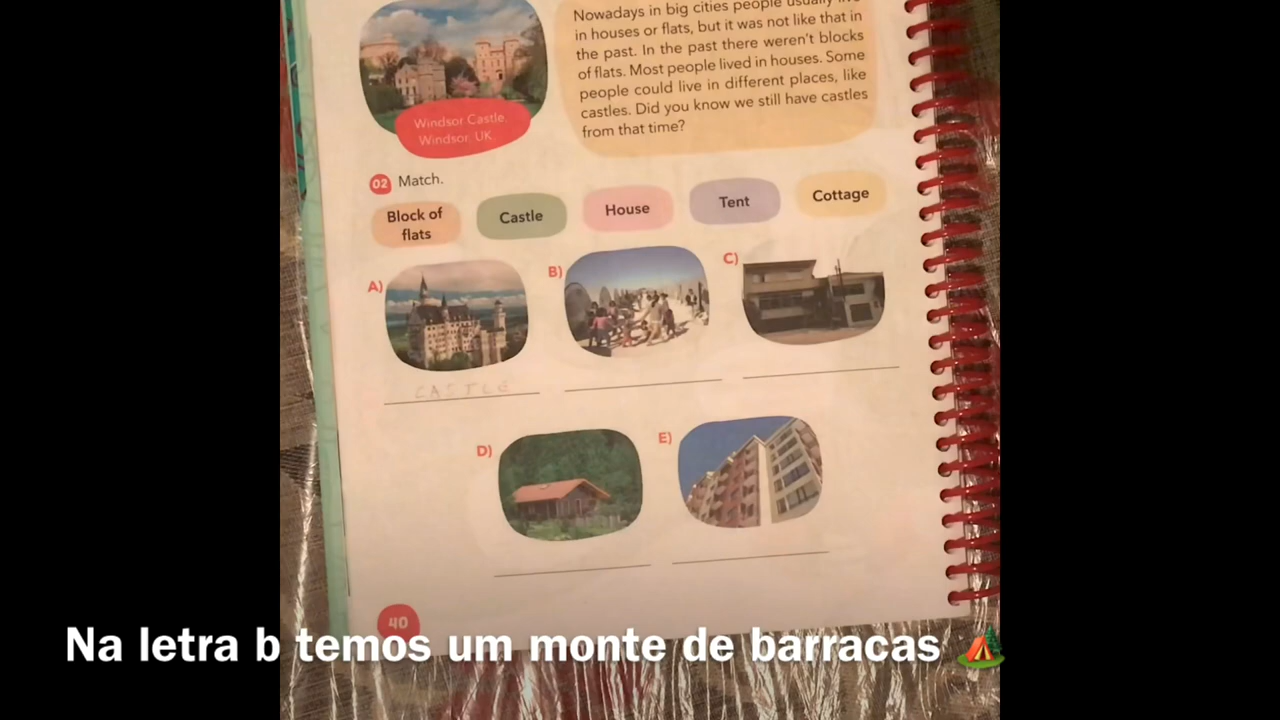 Nowadays in big cities people usually live
in houses or flats, but it was not like that in
the past. In the past there weren't blocks
of flats. Most people lived in houses. Some
people could live in different places, like
castles. Did you know we still have castles
from that time?
Windsor Castle,
Windsor, UK.
02 Match.
Block of
flats
Castle
House
Tent
Cottage
A)
B)
C)
CASTLE
D)
E)
40
Na letra b temos um monte de barracas 🏕️